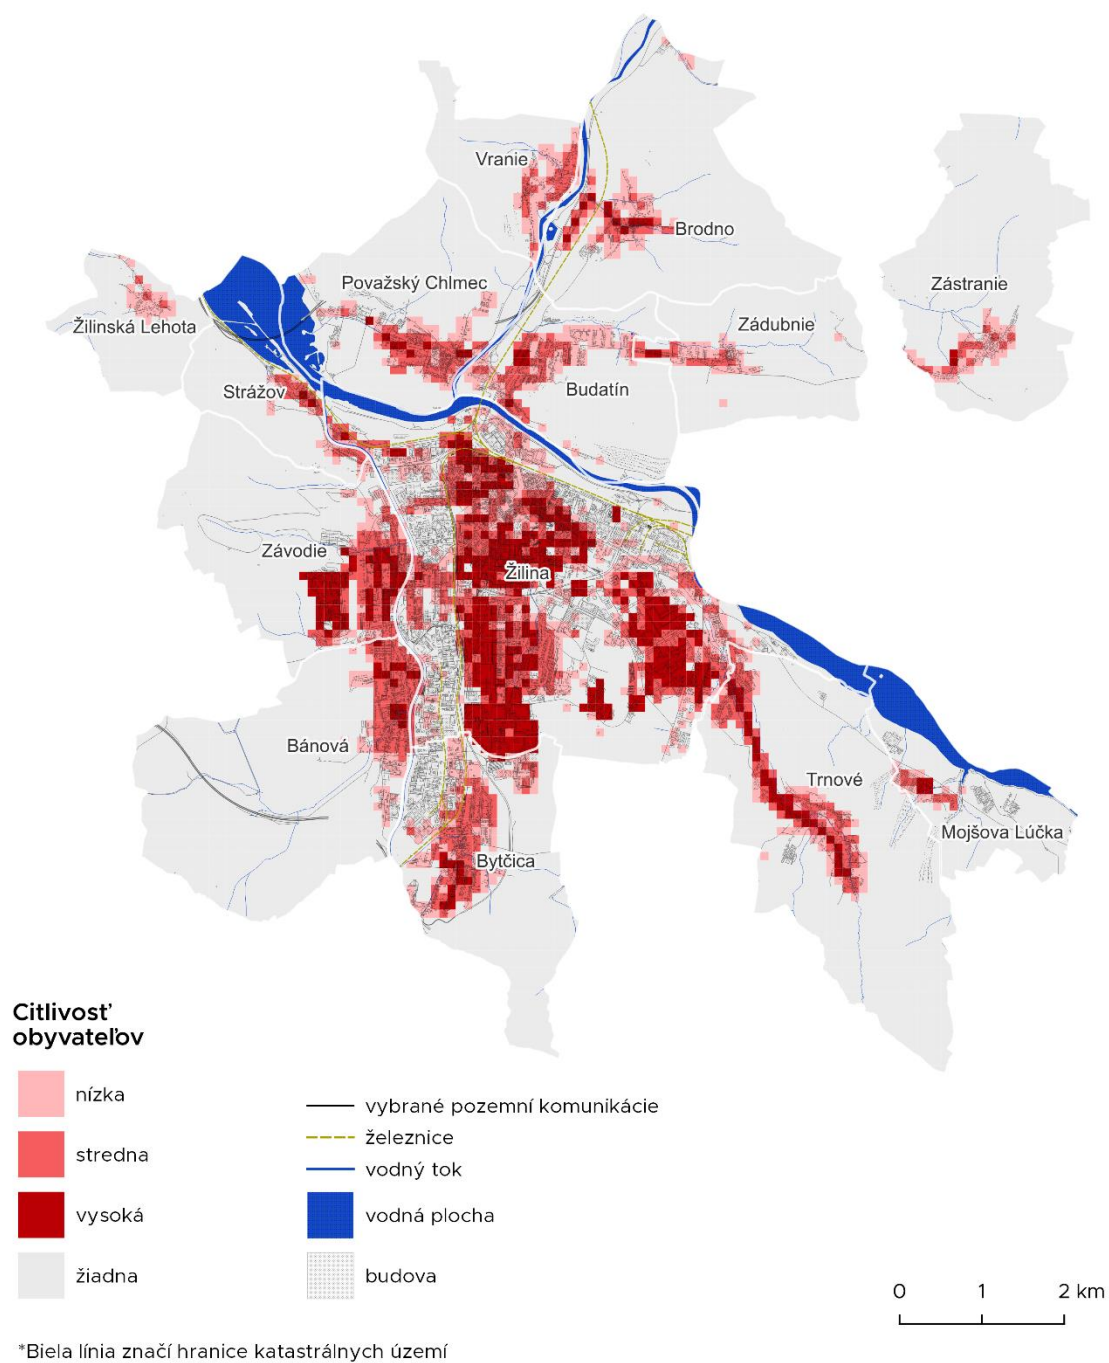 Vranie
Brodno
Považský Chlmec
Zástranie
Žilinská Lehota
Zádubnie
Strážov
Budatín
Závodie
Žilina
Bánová
Trnové
Mojšova Lúčka
Bytčica
Citlivosť
obyvateľov
nízka
stredna
vysoká
žiadna
vybrané pozemní komunikácie
železnice
vodný tok
vodná plocha
budova
0 1 2 km
*Biela línia značí hranice katastrálnych území